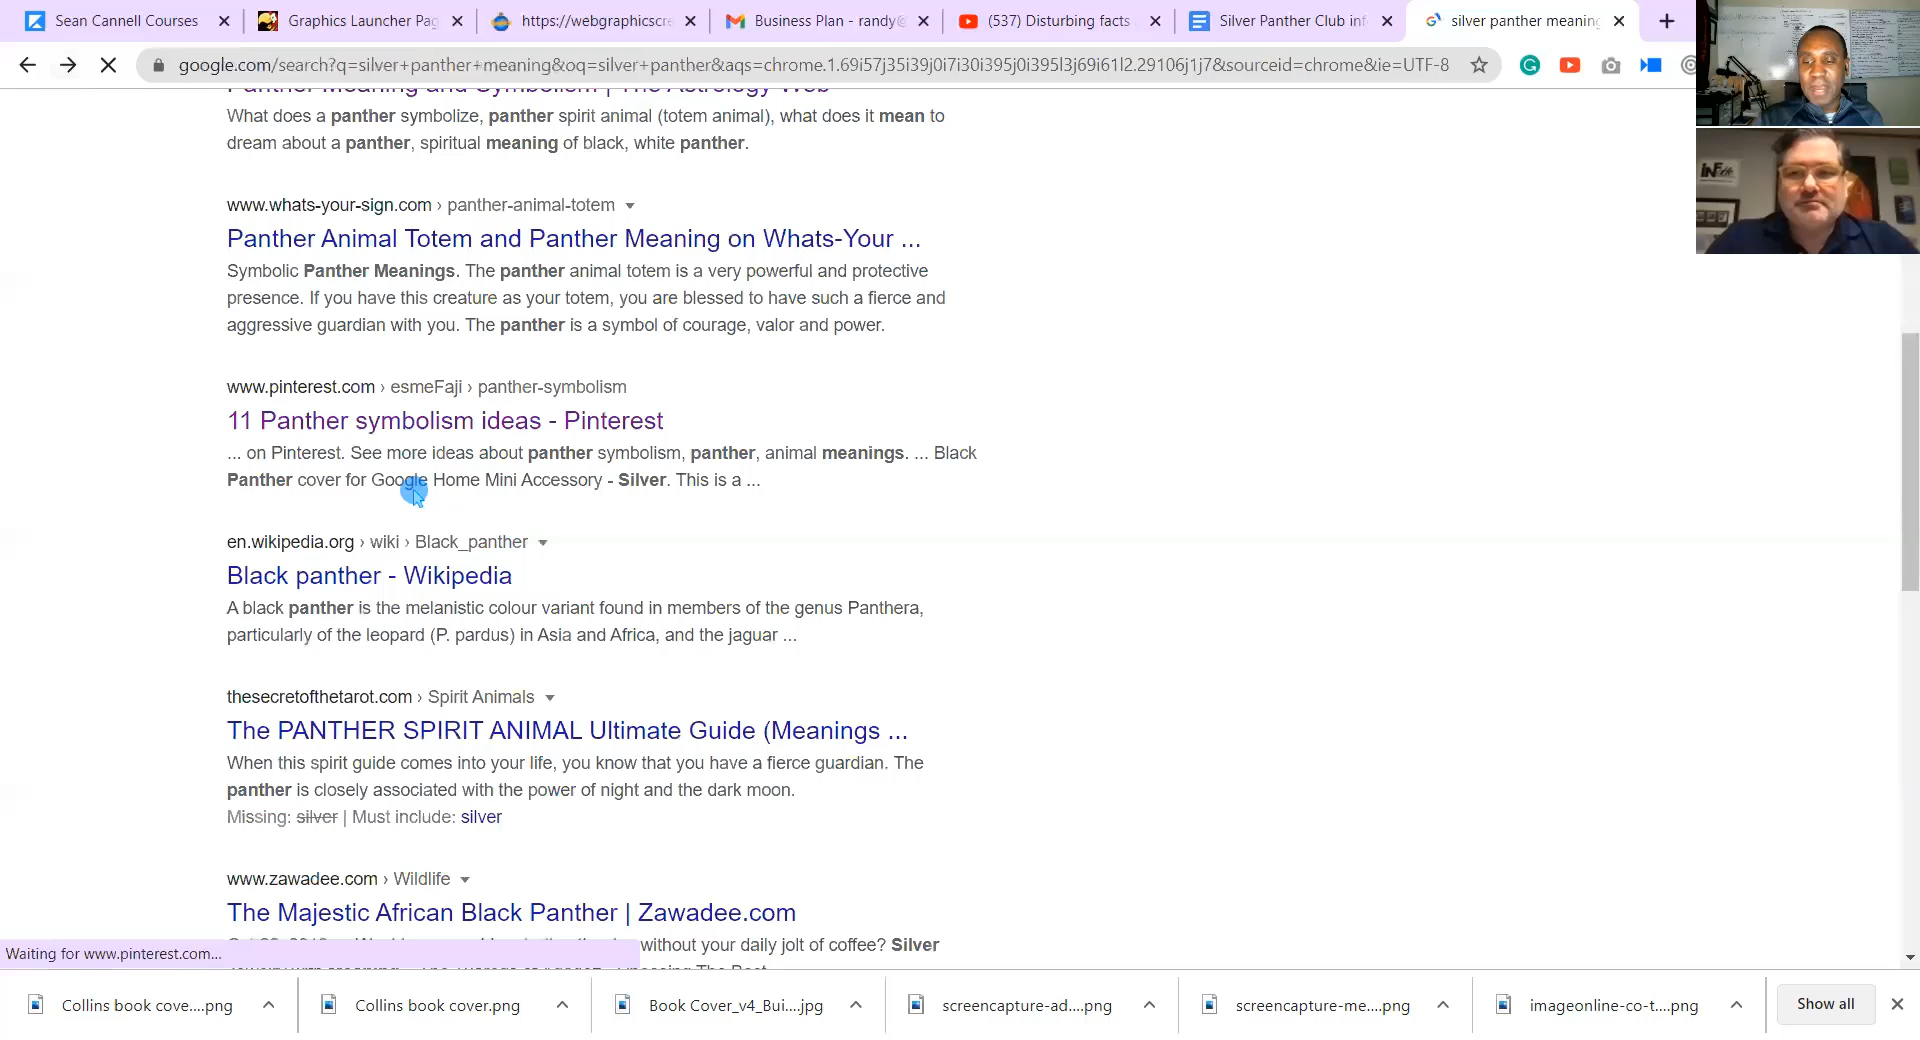 Sean Cannell Courses
Graphics Launcher Pag
https://webgraphicscre
Business Plan - randy@
(537) Disturbing facts
Silver Panther Club inf
silver panther meaning
google.com/search?q=silver+panther+meaning&oq=silver+panther&aqs=chrome.1.69i57j35i39j0i7i30i395j0i395l3j69i61l2.29106j1j7&sourceid=chrome&ie=UTF-8
Panther Meaning and Symbolism | The Astrology Web
What does a panther symbolize, panther spirit animal (totem animal), what does it mean to
dream about a panther, spiritual meaning of black, white panther.
www.whats-your-sign.com › panther-animal-totem
Panther Animal Totem and Panther Meaning on Whats-Your ...
Symbolic Panther Meanings. The panther animal totem is a very powerful and protective
presence. If you have this creature as your totem, you are blessed to have such a fierce and
aggressive guardian with you. The panther is a symbol of courage, valor and power.
www.pinterest.com › esmeFaji › panther-symbolism
11 Panther symbolism ideas - Pinterest
... on Pinterest. See more ideas about panther symbolism, panther, animal meanings. ... Black
Panther cover for Google Home Mini Accessory - Silver. This is a ...
en.wikipedia.org › wiki › Black_panther
Black panther - Wikipedia
A black panther is the melanistic colour variant found in members of the genus Panthera,
particularly of the leopard (P. pardus) in Asia and Africa, and the jaguar ...
thesecretofthetarot.com › Spirit Animals
The PANTHER SPIRIT ANIMAL Ultimate Guide (Meanings ...
When this spirit guide comes into your life, you know that you have a fierce guardian. The
panther is closely associated with the power of night and the dark moon.
Missing: silver | Must include: silver
www.zawadee.com › Wildlife
The Majestic African Black Panther | Zawadee.com
without your daily jolt of coffee? Silver
Waiting for www.pinterest.com...
Collins book cove....png
Collins book cover.png
Book Cover_v4_Bui....jpg
screencapture-ad....png
screencapture-me....png
imageonline-co-t....png
Show all